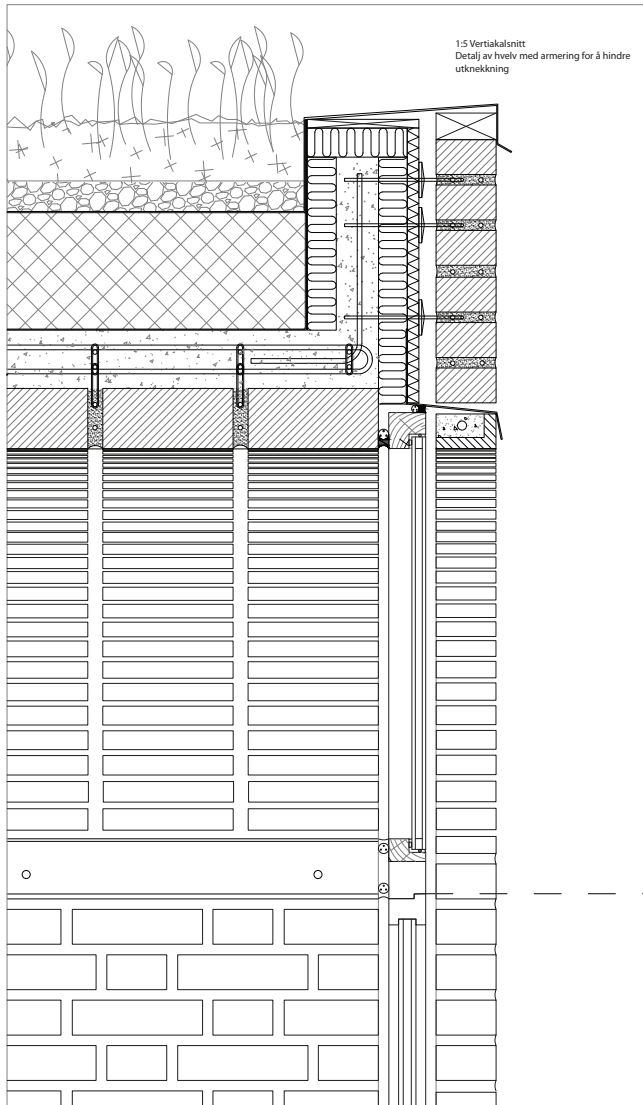 1:5 Vertiakalsnitt
Detalj av hvelv med armering for å hindre
utknekkning